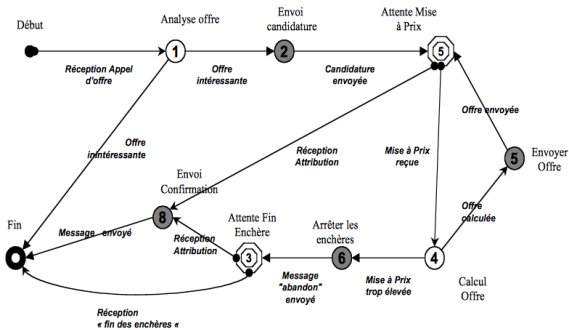 Début
Analyse offre
Envoi
candidature
Attente Mise
à Prix
1
2
5
Réception Appel
d'offre
Offre
intéressante
Candidature
envoyée
Offre envoyée
Offre
inintéressante
Réception
Attribution
Mise à Prix
reçue
5
Envoyer
Offre
Envoi
Confirmation
Offre
calculée
Fin
8
Attente Fin
Enchère
Arrêter les
enchères
Message envoyé
Réception
Attribution
3
6
4
Message
"abandon"
envoyé
Mise à Prix
trop élevée
Calcul
Offre
Réception
« fin des enchères «